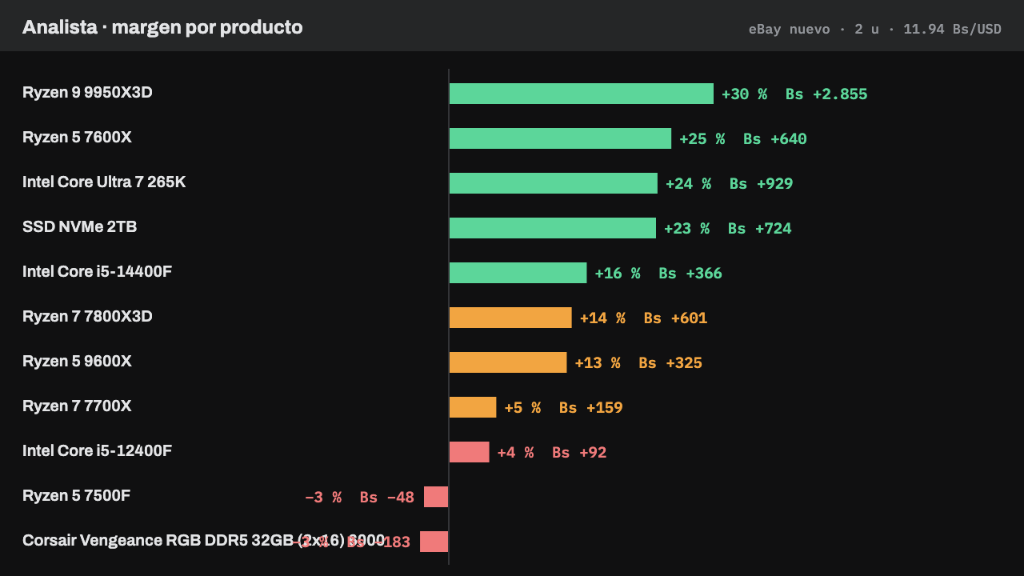 Analista · margen por producto
eBay nuevo · 2 u · 11.94 Bs/USD
Ryzen 9 9950X3D +30 % Bs +2.855
Ryzen 5 7600X +25 % Bs +640
Intel Core Ultra 7 265K +24 % Bs +929
SSD NVMe 2TB +23 % Bs +724
Intel Core i5-14400F +16 % Bs +366
Ryzen 7 7800X3D +14 % Bs +601
Ryzen 5 9600X +13 % Bs +325
Ryzen 7 7700X +5 % Bs +159
Intel Core i5-12400F +4 % Bs +92
Ryzen 5 7500F −3 % Bs −48
Corsair Vengeance RGB DDR5 32GB (2x16) 6000 −3 % Bs −183